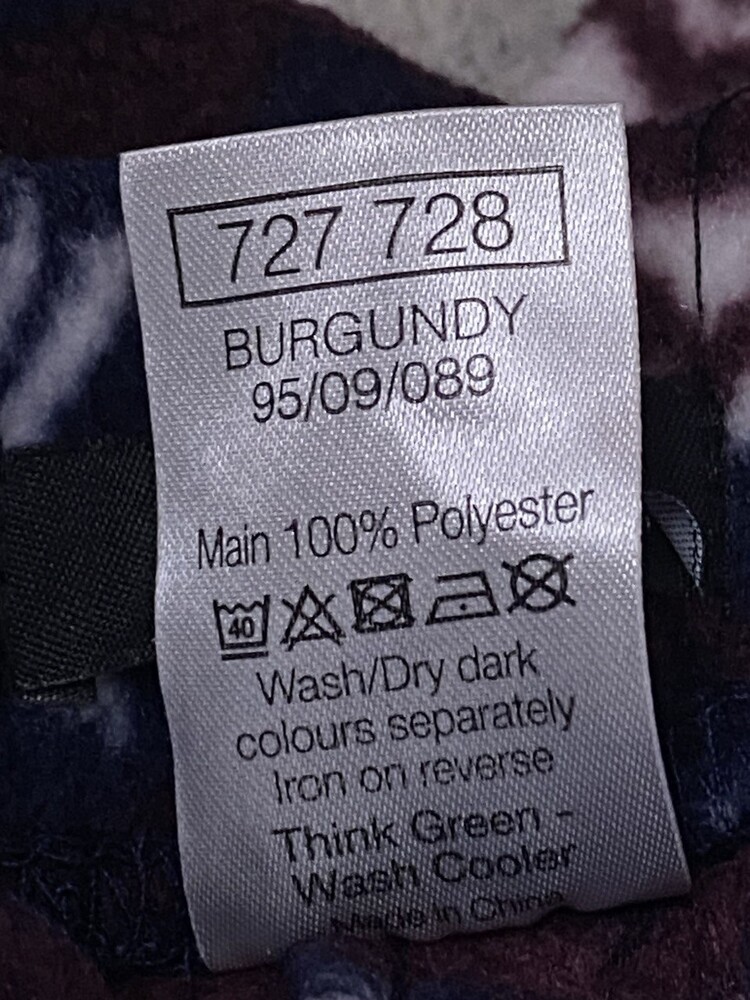 727 728
BURGUNDY
95/09/089
Main 100% Polyester
40
Wash/Dry dark
colours separately
Iron on reverse
Think Green -
Wash Cooler
Made in China